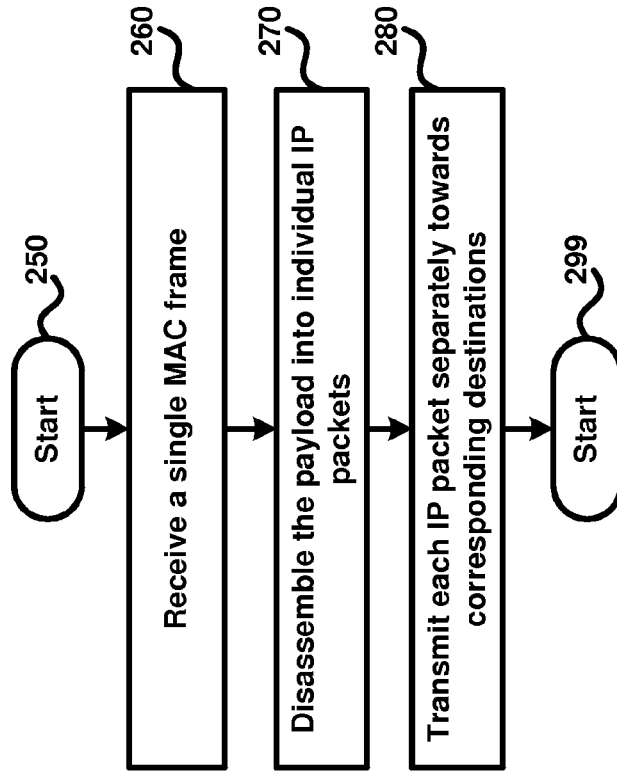 Start
250
Receive a single MAC frame
260
Disassemble the payload into individual IP
packets
270
Transmit each IP packet separately towards
corresponding destinations
280
Start
299